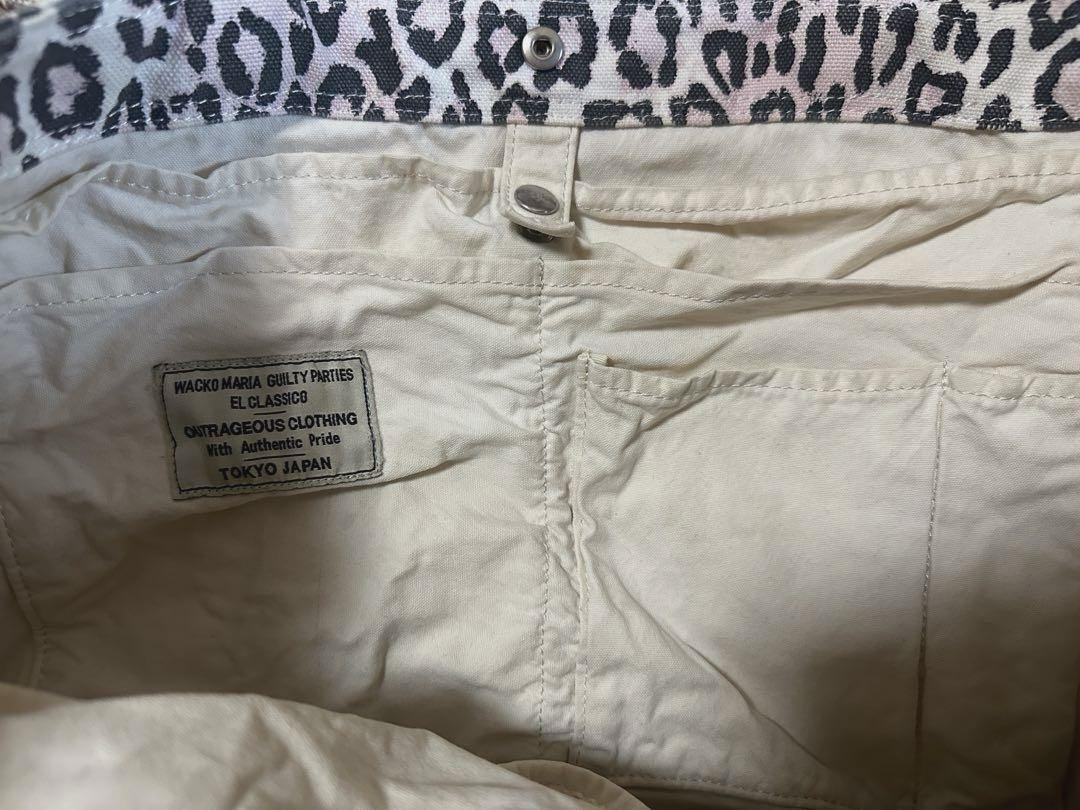 WACKO MARIA GUILTY PARTIES
EL CLASSICO
OUTRAGEOUS CLOTHING
With Authentic Pride
TOKYO JAPAN